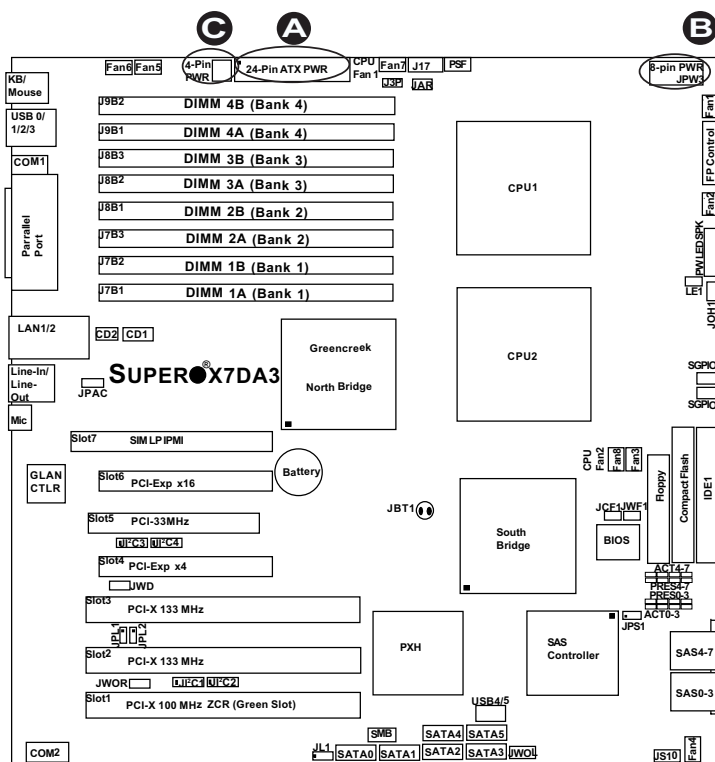 C
A
B
Fan6
Fan5
4-Pin
PWR
24-Pin ATX PWR
CPU
Fan 1
Fan7
J17
PSF
J3P
JAR
8-pin PWR
JPW3
KB/
Mouse
USB 0/
1/2/3
COM1
Parrallel
Port
J9B2
DIMM 4B (Bank 4)
J9B1
DIMM 4A (Bank 4)
J8B3
DIMM 3B (Bank 3)
J8B2
DIMM 3A (Bank 3)
J8B1
DIMM 2B (Bank 2)
J7B3
DIMM 2A (Bank 2)
J7B2
DIMM 1B (Bank 1)
J7B1
DIMM 1A (Bank 1)
CPU1
Fan1
FP Control
Fan2
PWLEDSPK
LE1
JOH1
LAN1/2
CD2
CD1
Greencreek
North Bridge
CPU2
SUPER®X7DA3
Line-In/
Line-
Out
JPAC
Mic
SGPIO
SGPIO
Slot7
SIMLP IPMI
GLAN
CTLR
Slot6
PCI-Exp x16
Battery
CPU
Fan2
Fan8
Fan3
Floppy
Compact Flash
IDE1
Slot5
PCI-33MHz
JBT1
JCF1
JWF1
South
Bridge
BIOS
JI²C3
JI²C4
Slot4
PCI-Exp x4
JWD
ACT4-7
PRES4-7
PRES0-3
ACT0-3
Slot3
PCI-X 133 MHz
JPL1
JPL2
PXH
SAS
Controller
JPS1
Slot2
PCI-X 133 MHz
SAS4-7
JWOR
JI²C1
JI²C2
SAS0-3
Slot1
PCI-X 100 MHz ZCR (Green Slot)
USB4/5
SMB
SATA4
SATA5
COM2
JL1
SATA0
SATA1
SATA2
SATA3
JWOL
JS10
Fan4